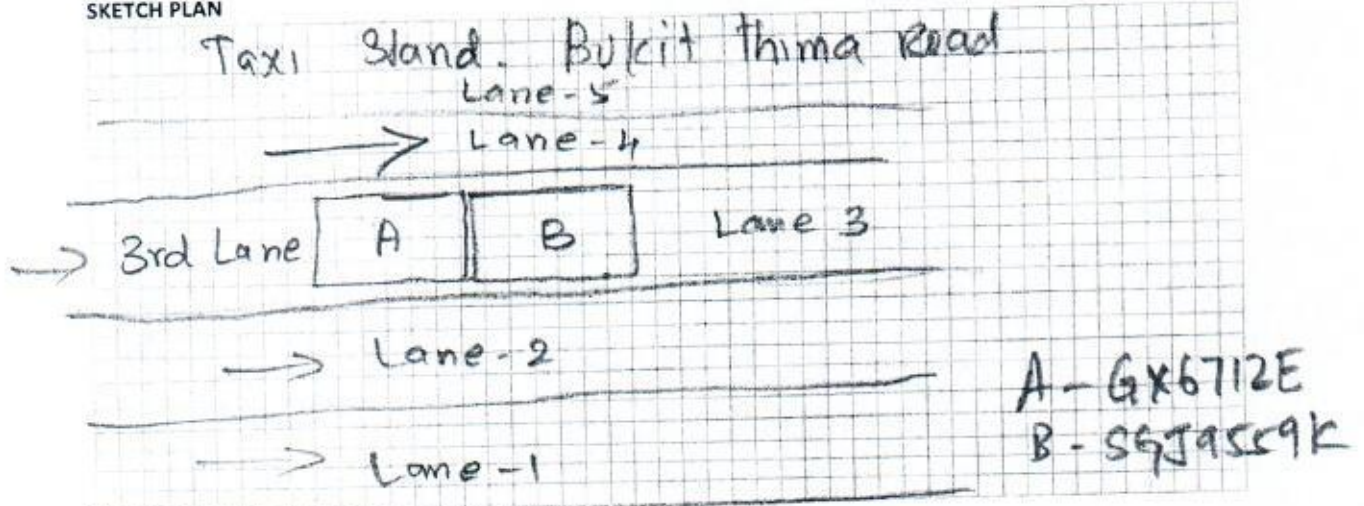 SKETCH PLAN
Taxi Stand. Bukit thima Road
Lane-5
Lane-4
3rd Lane A B Lane 3
Lane-2
Lane-1
A - GX6712E
B - SGJ9559K